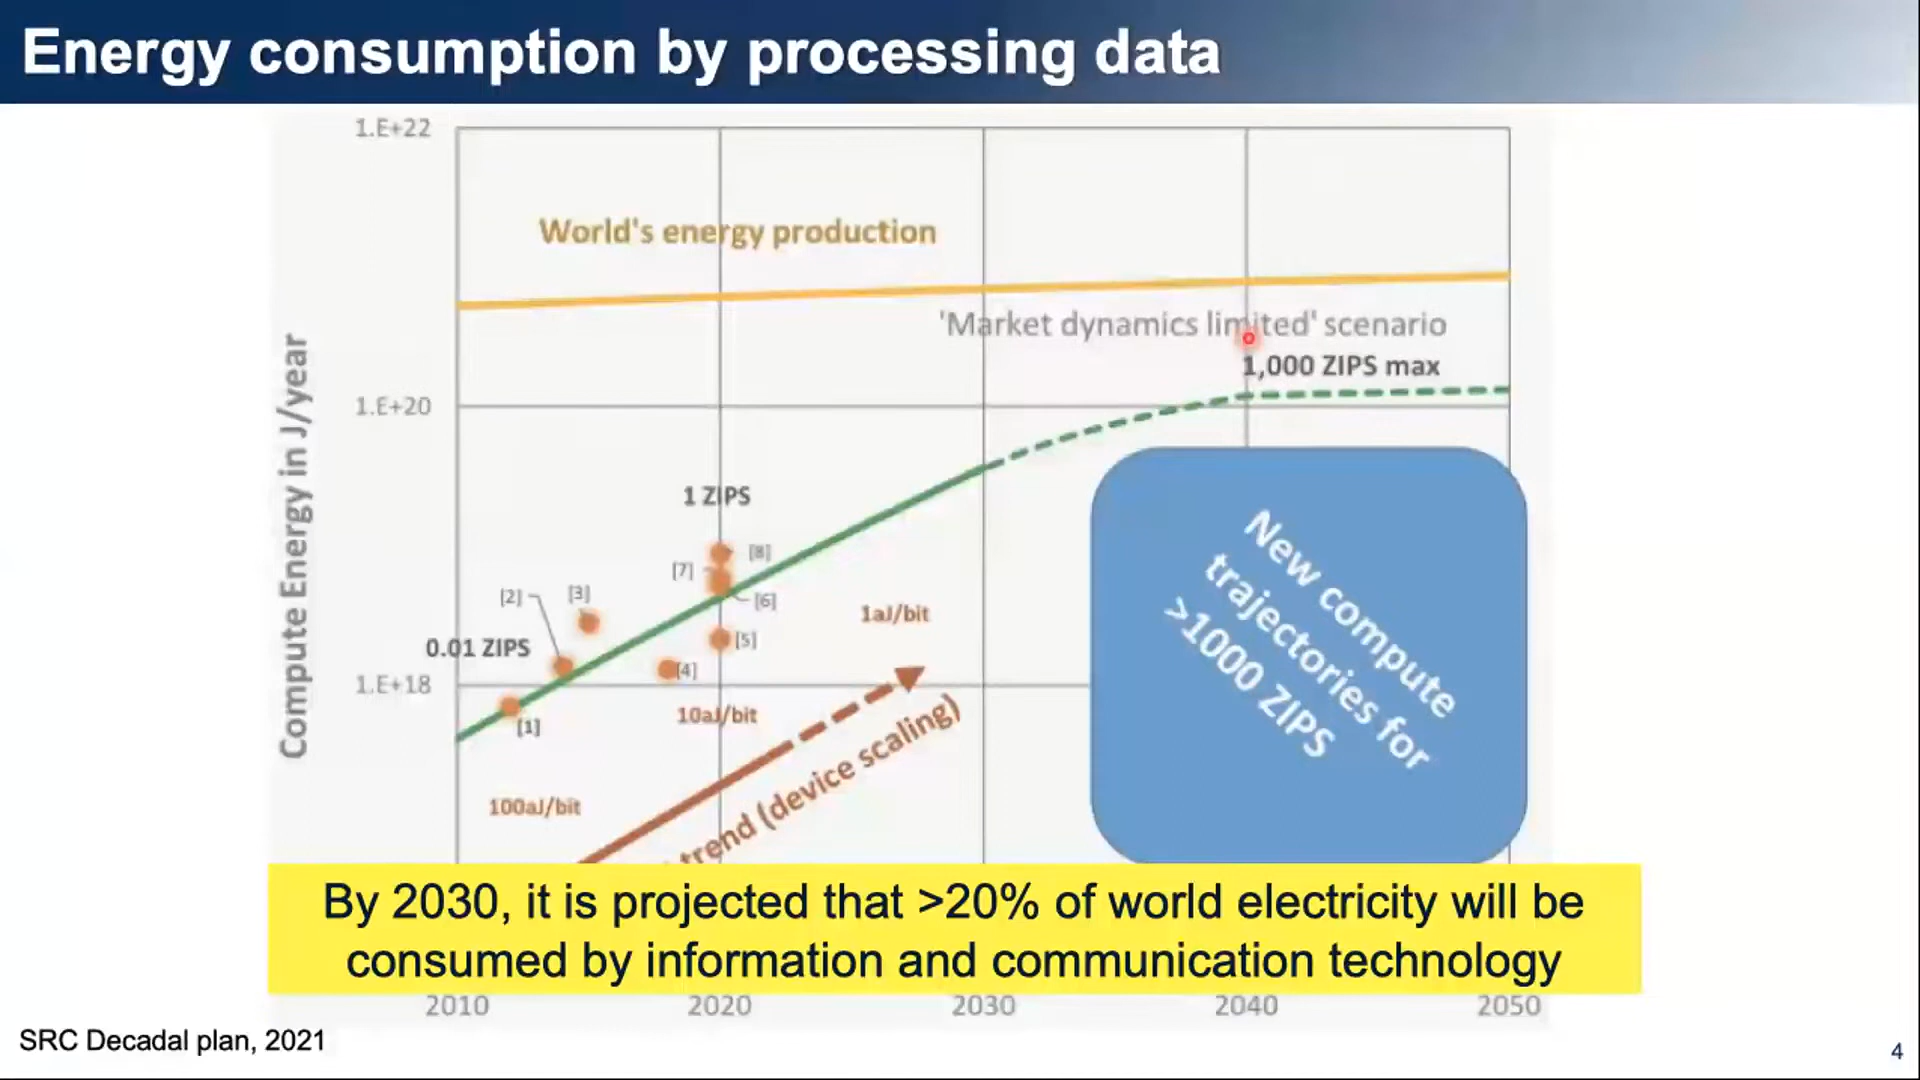 Energy consumption by processing data
1.E+22
World's energy production
'Market dynamics limited' scenario
1,000 ZIPS max
1.E+20
Compute Energy in J/year
1 ZIPS
[8]
[7]
[6]
[2]
[3]
1aJ/bit
0.01 ZIPS
[5]
[4]
1.E+18
10aJ/bit
[1]
trend (device scaling)
100aJ/bit
New compute
trajectories for
>1000 ZIPS
By 2030, it is projected that >20% of world electricity will be
consumed by information and communication technology
2010
2020
2030
2040
2050
SRC Decadal plan, 2021
4